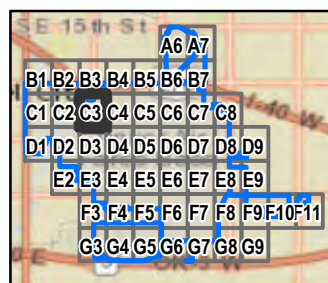 SE 15th St
A6 A7
B1 B2 B3 B4 B5 B6 B7
I-40 W
C1 C2 C3 C4 C5 C6 C7 C8
D1 D2 D3 D4 D5 D6 D7 D8 D9
E2 E3 E4 E5 E6 E7 E8 E9
F3 F4 F5 F6 F7 F8 F9 F10 F11
G3 G4 G5 G6 G7 G8 G9